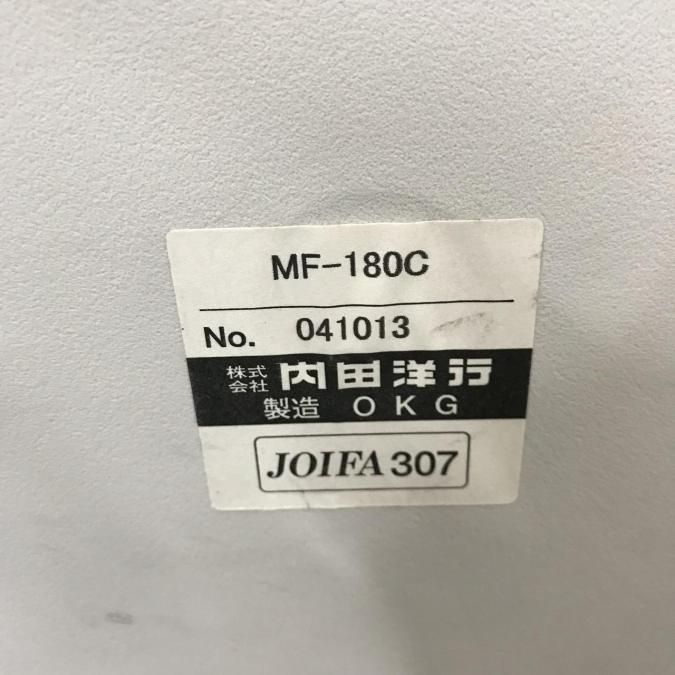 MF-180C
No. 041013
株式会社 内田洋行
製造 OKG
JOIFA 307